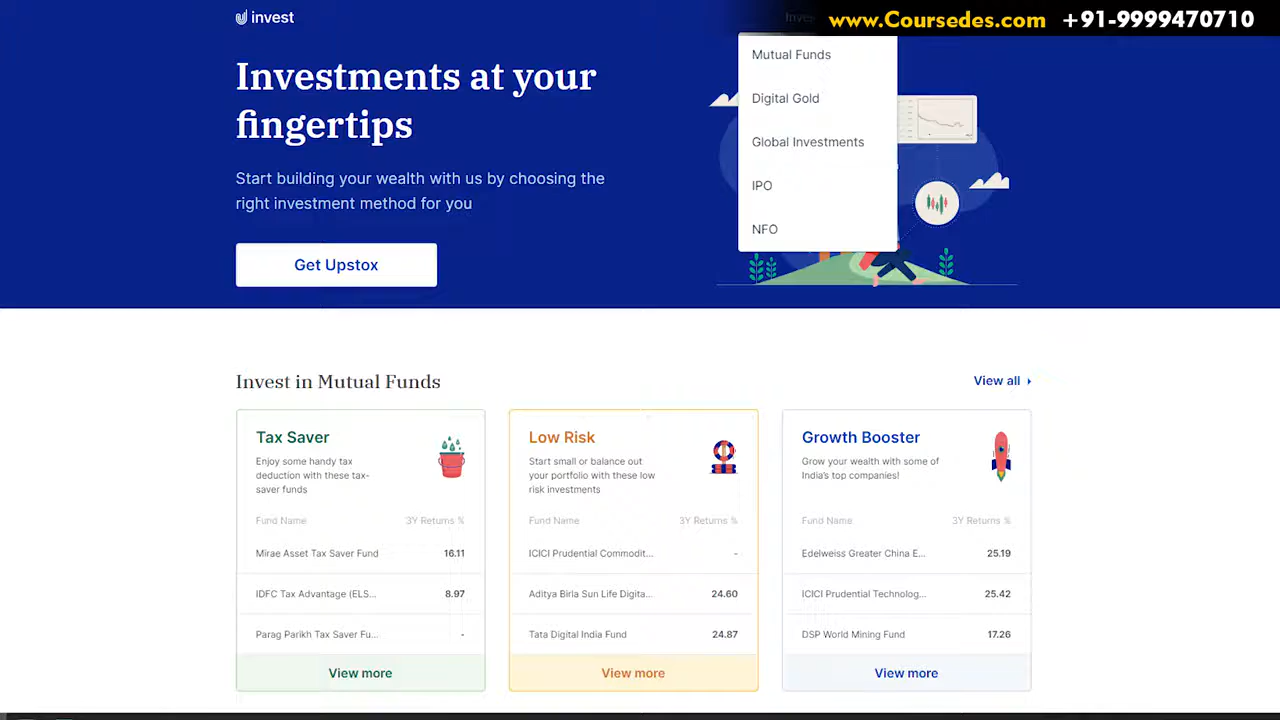 invest
Inves
www.Coursedes.com +91-9999470710
Investments at your
fingertips
Start building your wealth with us by choosing the
right investment method for you
Get Upstox
Mutual Funds
Digital Gold
Global Investments
IPO
NFO
Invest in Mutual Funds
View all
Tax Saver
Enjoy some handy tax
deduction with these tax-
saver funds
Fund Name 3Y Returns %
Mirae Asset Tax Saver Fund 16.11
IDFC Tax Advantage (ELS... 8.97
Parag Parikh Tax Saver Fu... -
View more
Low Risk
Start small or balance out
your portfolio with these low
risk investments
Fund Name 3Y Returns %
ICICI Prudential Commodit... -
Aditya Birla Sun Life Digita... 24.60
Tata Digital India Fund 24.87
View more
Growth Booster
Grow your wealth with some of
India's top companies!
Fund Name 3Y Returns %
Edelweiss Greater China E... 25.19
ICICI Prudential Technolog... 25.42
DSP World Mining Fund 17.26
View more